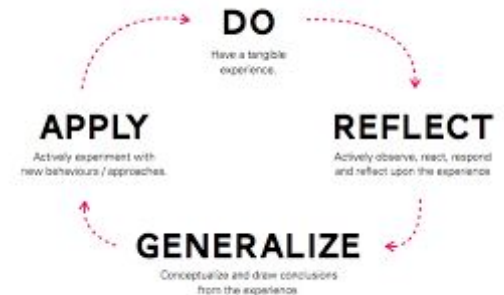 DO
Have a tangible
experience.
REFLECT
Actively observe, react, respond
and reflect upon the experience
GENERALIZE
Conceptualize and draw conclusions
from the experience
APPLY
Actively experiment with
new behaviours / approaches.